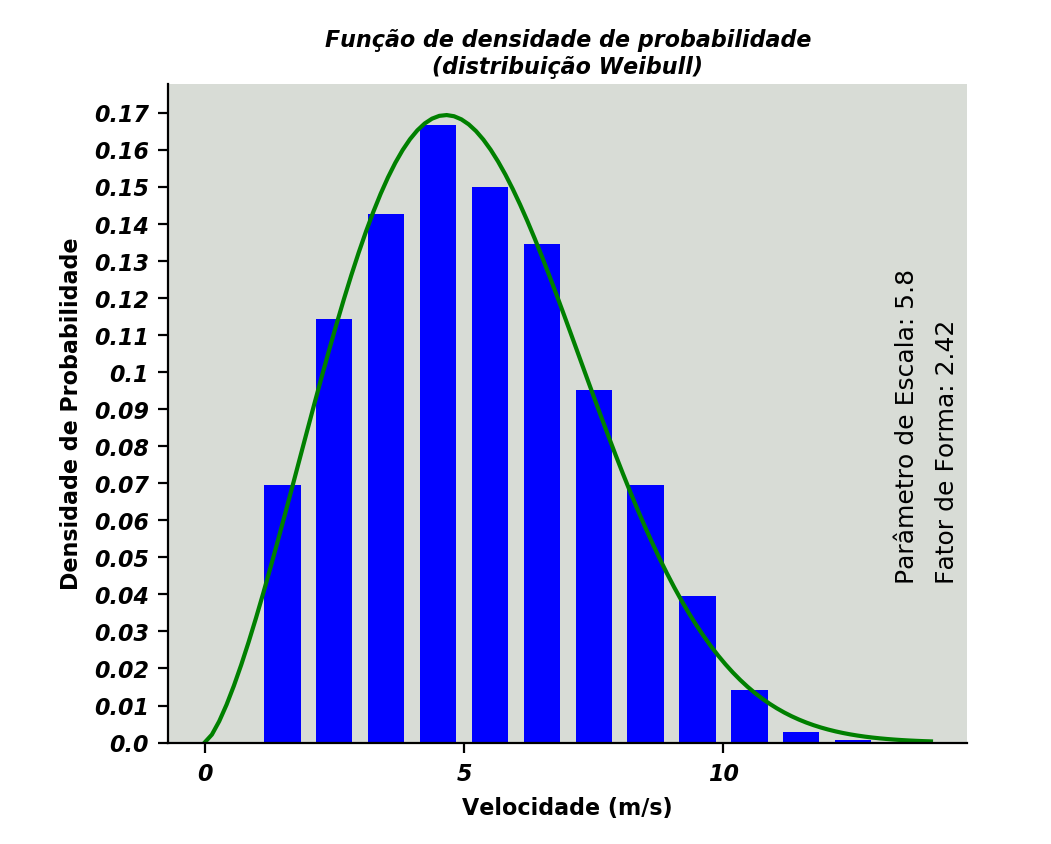 Função de densidade de probabilidade
(distribuição Weibull)
Densidade de Probabilidade
0.17
0.16
0.15
0.14
0.13
0.12
0.11
0.1
0.09
0.08
0.07
0.06
0.05
0.04
0.03
0.02
0.01
0.0
Parâmetro de Escala: 5.8
Fator de Forma: 2.42
0 5 10
Velocidade (m/s)